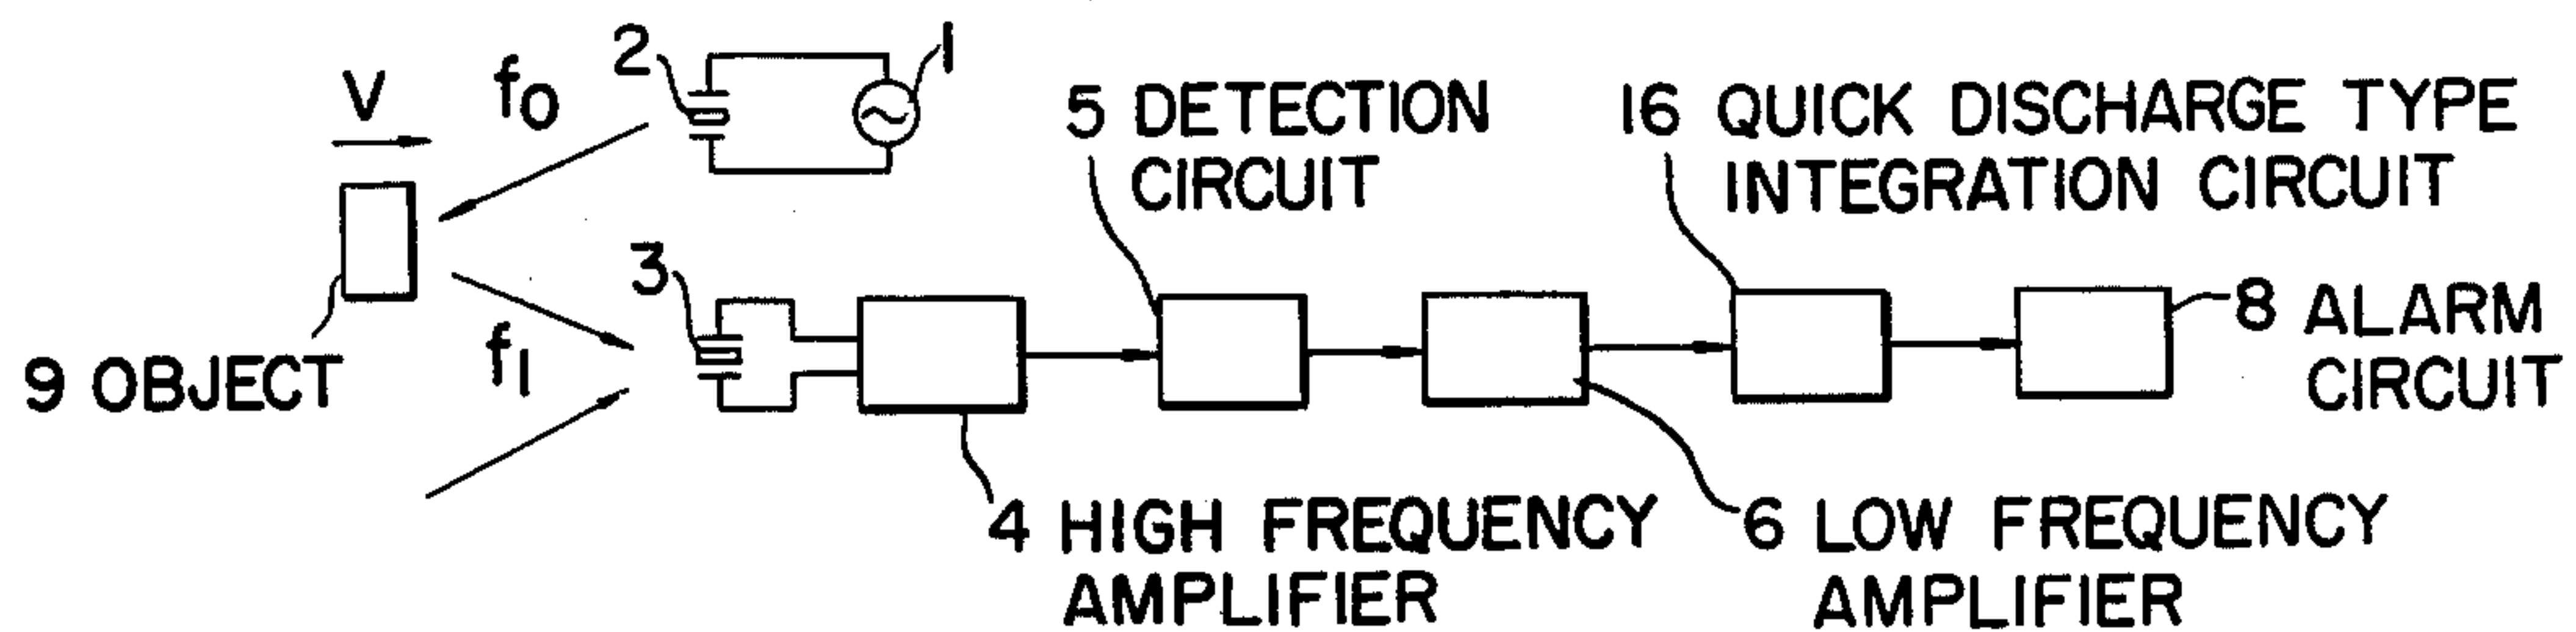 2
1
V
f0
5 DETECTION
CIRCUIT
16 QUICK DISCHARGE TYPE
INTEGRATION CIRCUIT
3
9 OBJECT
f1
8 ALARM
CIRCUIT
4 HIGH FREQUENCY
AMPLIFIER
6 LOW FREQUENCY
AMPLIFIER